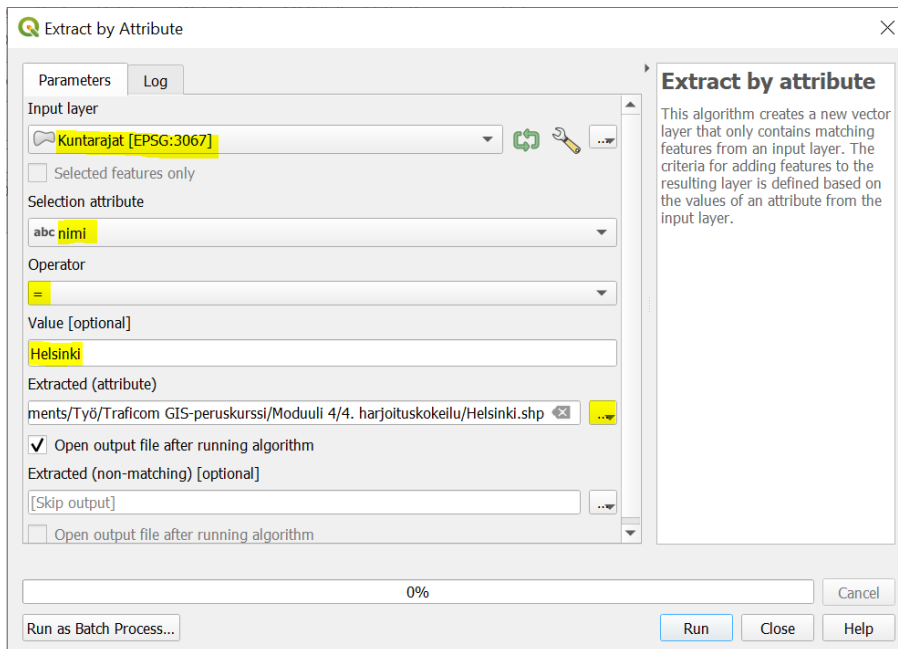 Extract by Attribute
Parameters
Log
Input layer
Kuntarajat [EPSG:3067]
...
Selected features only
Selection attribute
abc nimi
Operator
=
Value [optional]
Helsinki
Extracted (attribute)
ments/Työ/Traficom GIS-peruskurssi/Moduuli 4/4. harjoituskokeilu/Helsinki.shp
...
Open output file after running algorithm
Extracted (non-matching) [optional]
[Skip output]
...
Open output file after running algorithm
Extract by attribute
This algorithm creates a new vector
layer that only contains matching
features from an input layer. The
criteria for adding features to the
resulting layer is defined based on
the values of an attribute from the
input layer.
0%
Cancel
Run as Batch Process...
Run
Close
Help